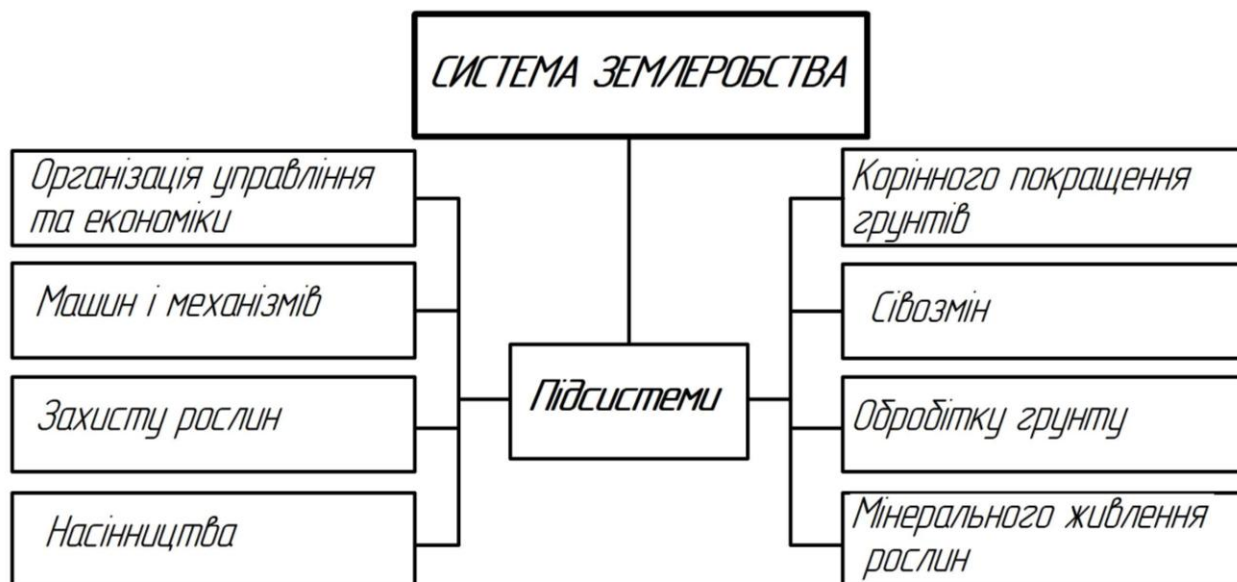 СИСТЕМА ЗЕМЛЕРОБСТВА
Організація управління
та економіки
Машин і механізмів
Захисту рослин
Насінництва
Підсистеми
Корінного покращення
грунтів
Сівозмін
Обробітку грунту
Мінерального живлення
рослин